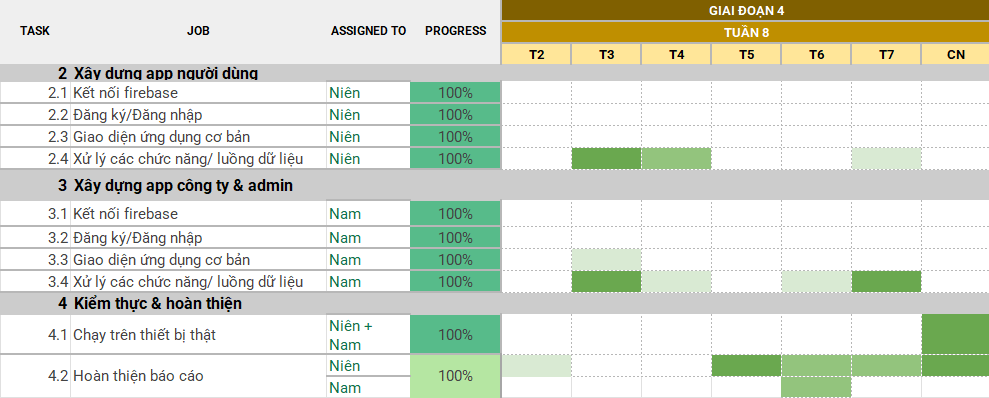 GIAI ĐOẠN 4
TASK JOB ASSIGNED TO PROGRESS TUẦN 8
T2 T3 T4 T5 T6 T7 CN
2 Xây dựng app người dùng
2.1 Kết nối firebase Niên 100%
2.2 Đăng ký/Đăng nhập Niên 100%
2.3 Giao diện ứng dụng cơ bản Niên 100%
2.4 Xử lý các chức năng/ luồng dữ liệu Niên 100%
3 Xây dựng app công ty & admin
3.1 Kết nối firebase Nam 100%
3.2 Đăng ký/Đăng nhập Nam 100%
3.3 Giao diện ứng dụng cơ bản Nam 100%
3.4 Xử lý các chức năng/ luồng dữ liệu Nam 100%
4 Kiểm thực & hoàn thiện
4.1 Chạy trên thiết bị thật Niên + Nam 100%
4.2 Hoàn thiện báo cáo Niên 100%
Nam